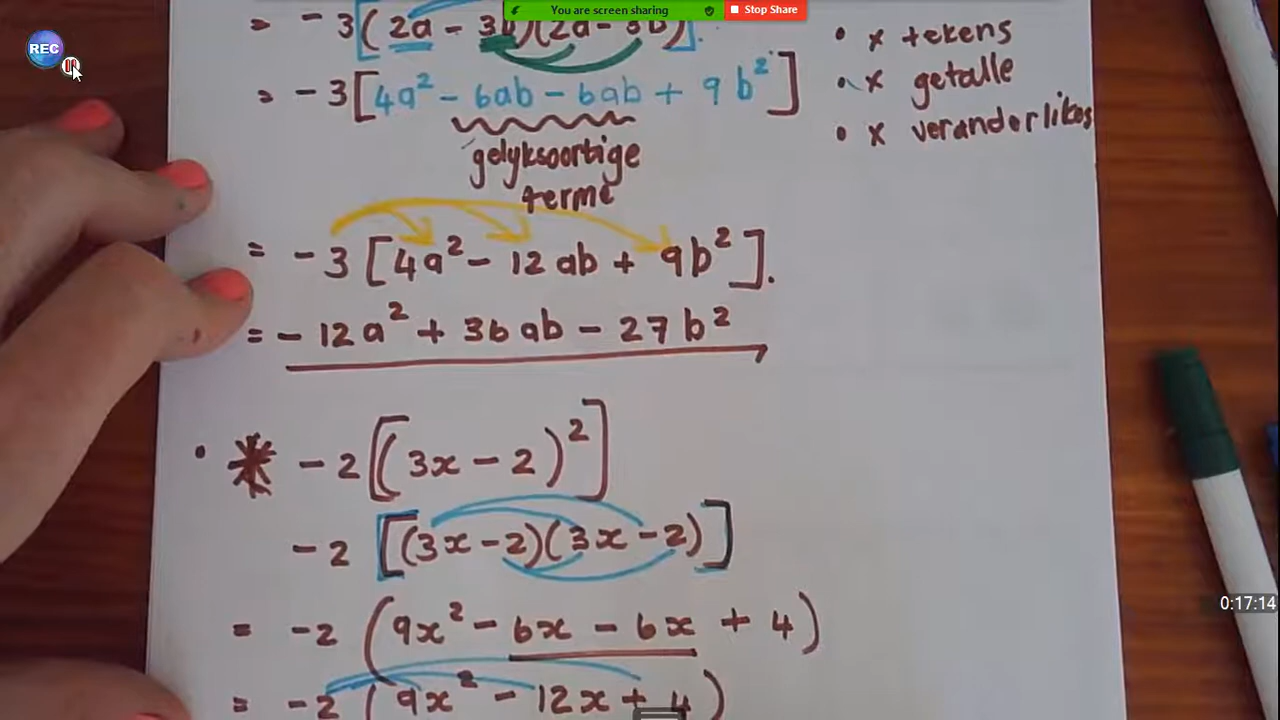 You are screen sharing
Stop Share
REC
= -3[(2a - 3b)(2a - 3b)].
= -3[4a² - 6ab - 6ab + 9b²]
gelyksoortige
terme
= -3[4a² - 12ab + 9b²].
= -12a² + 36ab - 27b²
• x tekens
• x getalle
• x veranderlikes
• * -2[(3x - 2)²]
-2[(3x - 2)(3x - 2)]
= -2(9x² - 6x - 6x + 4)
= -2(9x² - 12x + 4)
0:17:14